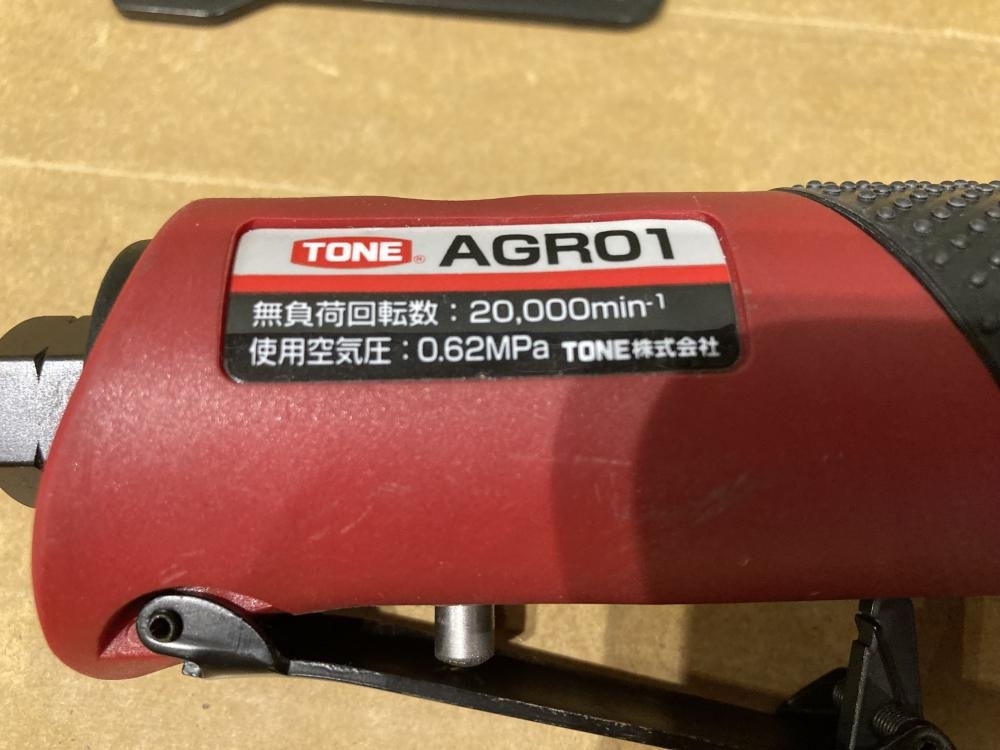 TONE® AGR01
無負荷回転数：20,000min⁻¹
使用空気圧：0.62MPa TONE株式会社